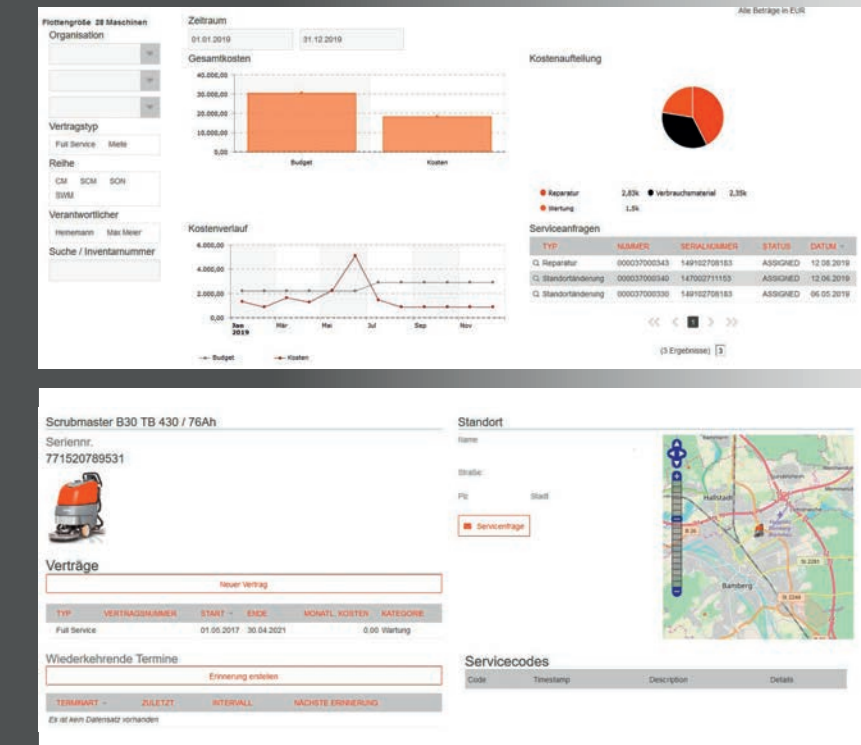 Alle Beträge in EUR
Flottengröße 28 Maschinen
Organisation
Vertragstyp
Full Service Miete
Reihe
CM SCM SON
SWM
Verantwortlicher
Heinemann Max Meier
Suche / Inventarnummer
Zeitraum
01.01.2019 31.12.2019
Gesamtkosten
40.000,00
30.000,00
20.000,00
10.000,00
0,00
Budget Kosten
Kostenaufteilung
Reparatur 2,83k Verbrauchsmaterial 2,35k
Wartung 1,5k
Kostenverlauf
6.000,00
4.000,00
2.000,00
0,00
Jan Mär Mai Jul Sep Nov
2019
Budget Kosten
Serviceanfragen
TYP NUMMER SERIALNUMMER STATUS DATUM
Reparatur 000037000343 149102708183 ASSIGNED 12.08.2019
Standortänderung 000037000340 147002711153 ASSIGNED 12.06.2019
Standortänderung 000037000330 149102708183 ASSIGNED 06.05.2019
1
(3 Ergebnisse) 3
Scrubmaster B30 TB 430 / 76Ah
Seriennr.
771520789531
Verträge
Neuer Vertrag
TYP VERTRAGSNUMMER START ENDE MONATL. KOSTEN KATEGORIE
Full Service 01.05.2017 30.04.2021 0.00 Wartung
Wiederkehrende Termine
Erinnerung erstellen
TERMINART ZULETZT INTERVALL NÄCHSTE ERINNERUNG
Es ist kein Datensatz vorhanden
Standort
Name
Straße:
Plz Stadt
Servicenfrage
Hallstadt
Gundelsheim
B 26
Bamberg
St 2281
Servicecodes
Code Timestamp Description Details